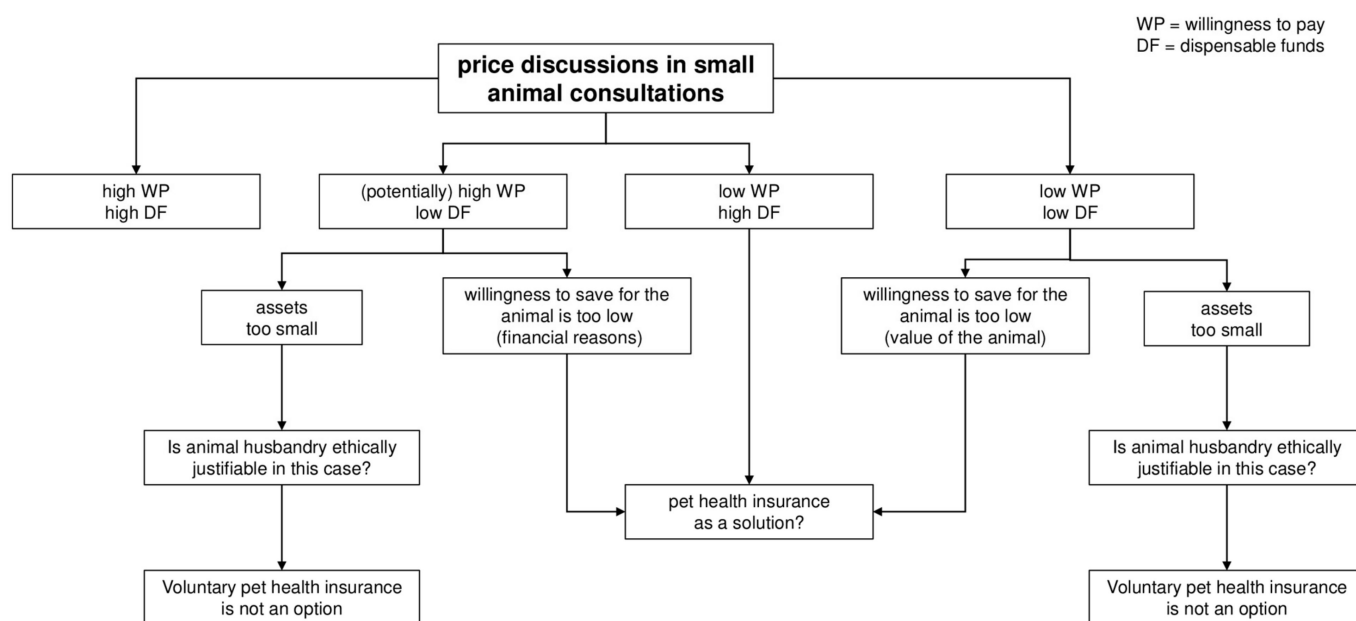 WP = willingness to pay
DF = dispensable funds
price discussions in small
animal consultations
high WP
high DF
(potentially) high WP
low DF
low WP
high DF
low WP
low DF
assets
too small
willingness to save for the
animal is too low
(financial reasons)
willingness to save for the
animal is too low
(value of the animal)
assets
too small
Is animal husbandry ethically
justifiable in this case?
pet health insurance
as a solution?
Is animal husbandry ethically
justifiable in this case?
Voluntary pet health insurance
is not an option
Voluntary pet health insurance
is not an option